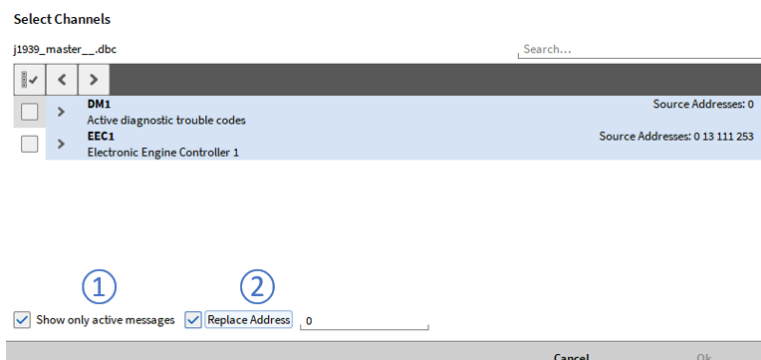 Select Channels
j1939_master__.dbc Search...
DM1 Source Addresses: 0
Active diagnostic trouble codes
EEC1 Source Addresses: 0 13 111 253
Electronic Engine Controller 1
1 2
Show only active messages Replace Address 0
Cancel Ok